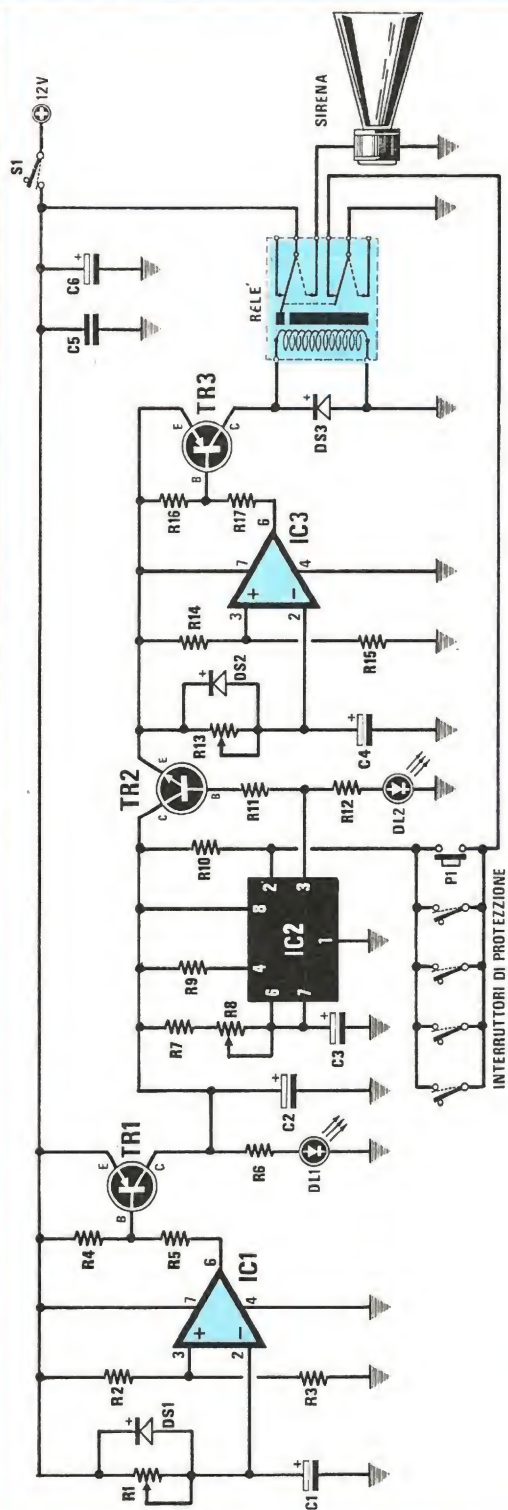 S1
12V
C5
C6
SIRENA
RELE'
DS3
TR3
E
C
B
R16
R17
6
IC3
7
4
3
+
2
-
R14
R15
DS2
R13
C4
TR2
C
E
B
R11
R12
DL2
R10
IC2
8
4
2
3
6
7
1
R9
R7
R8
C3
P1
INTERRUTTORI DI PROTEZZIONE
C2
R6
DL1
TR1
E
C
B
R4
R5
6
IC1
7
4
3
+
2
-
R2
R3
DS1
R1
C1